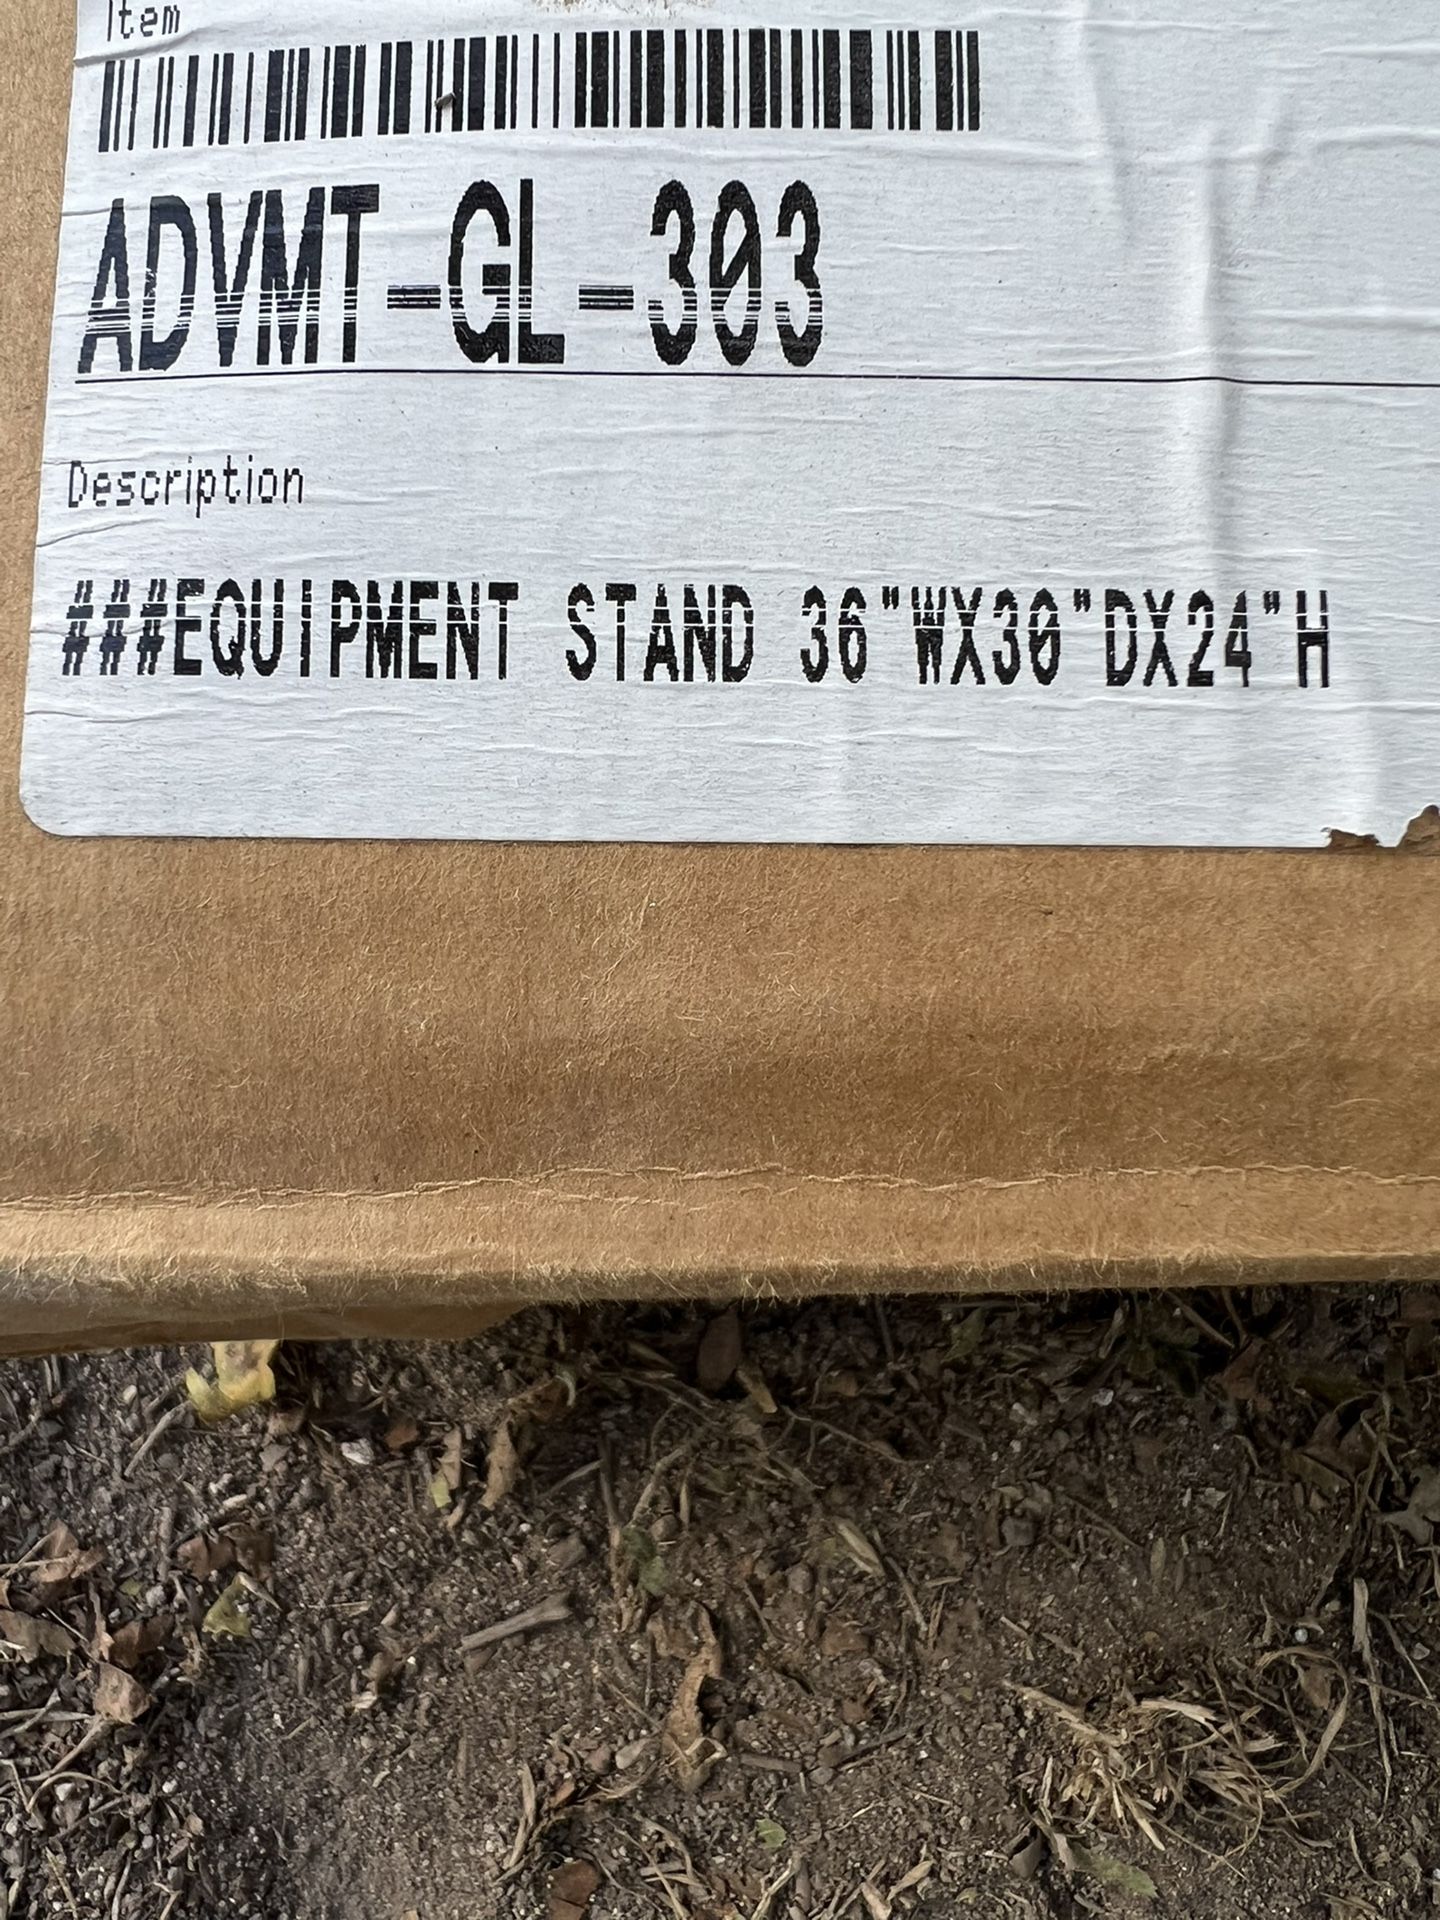 Item
ADVMT-GL-303
Description
###EQUIPMENT STAND 36"WX30"DX24"H